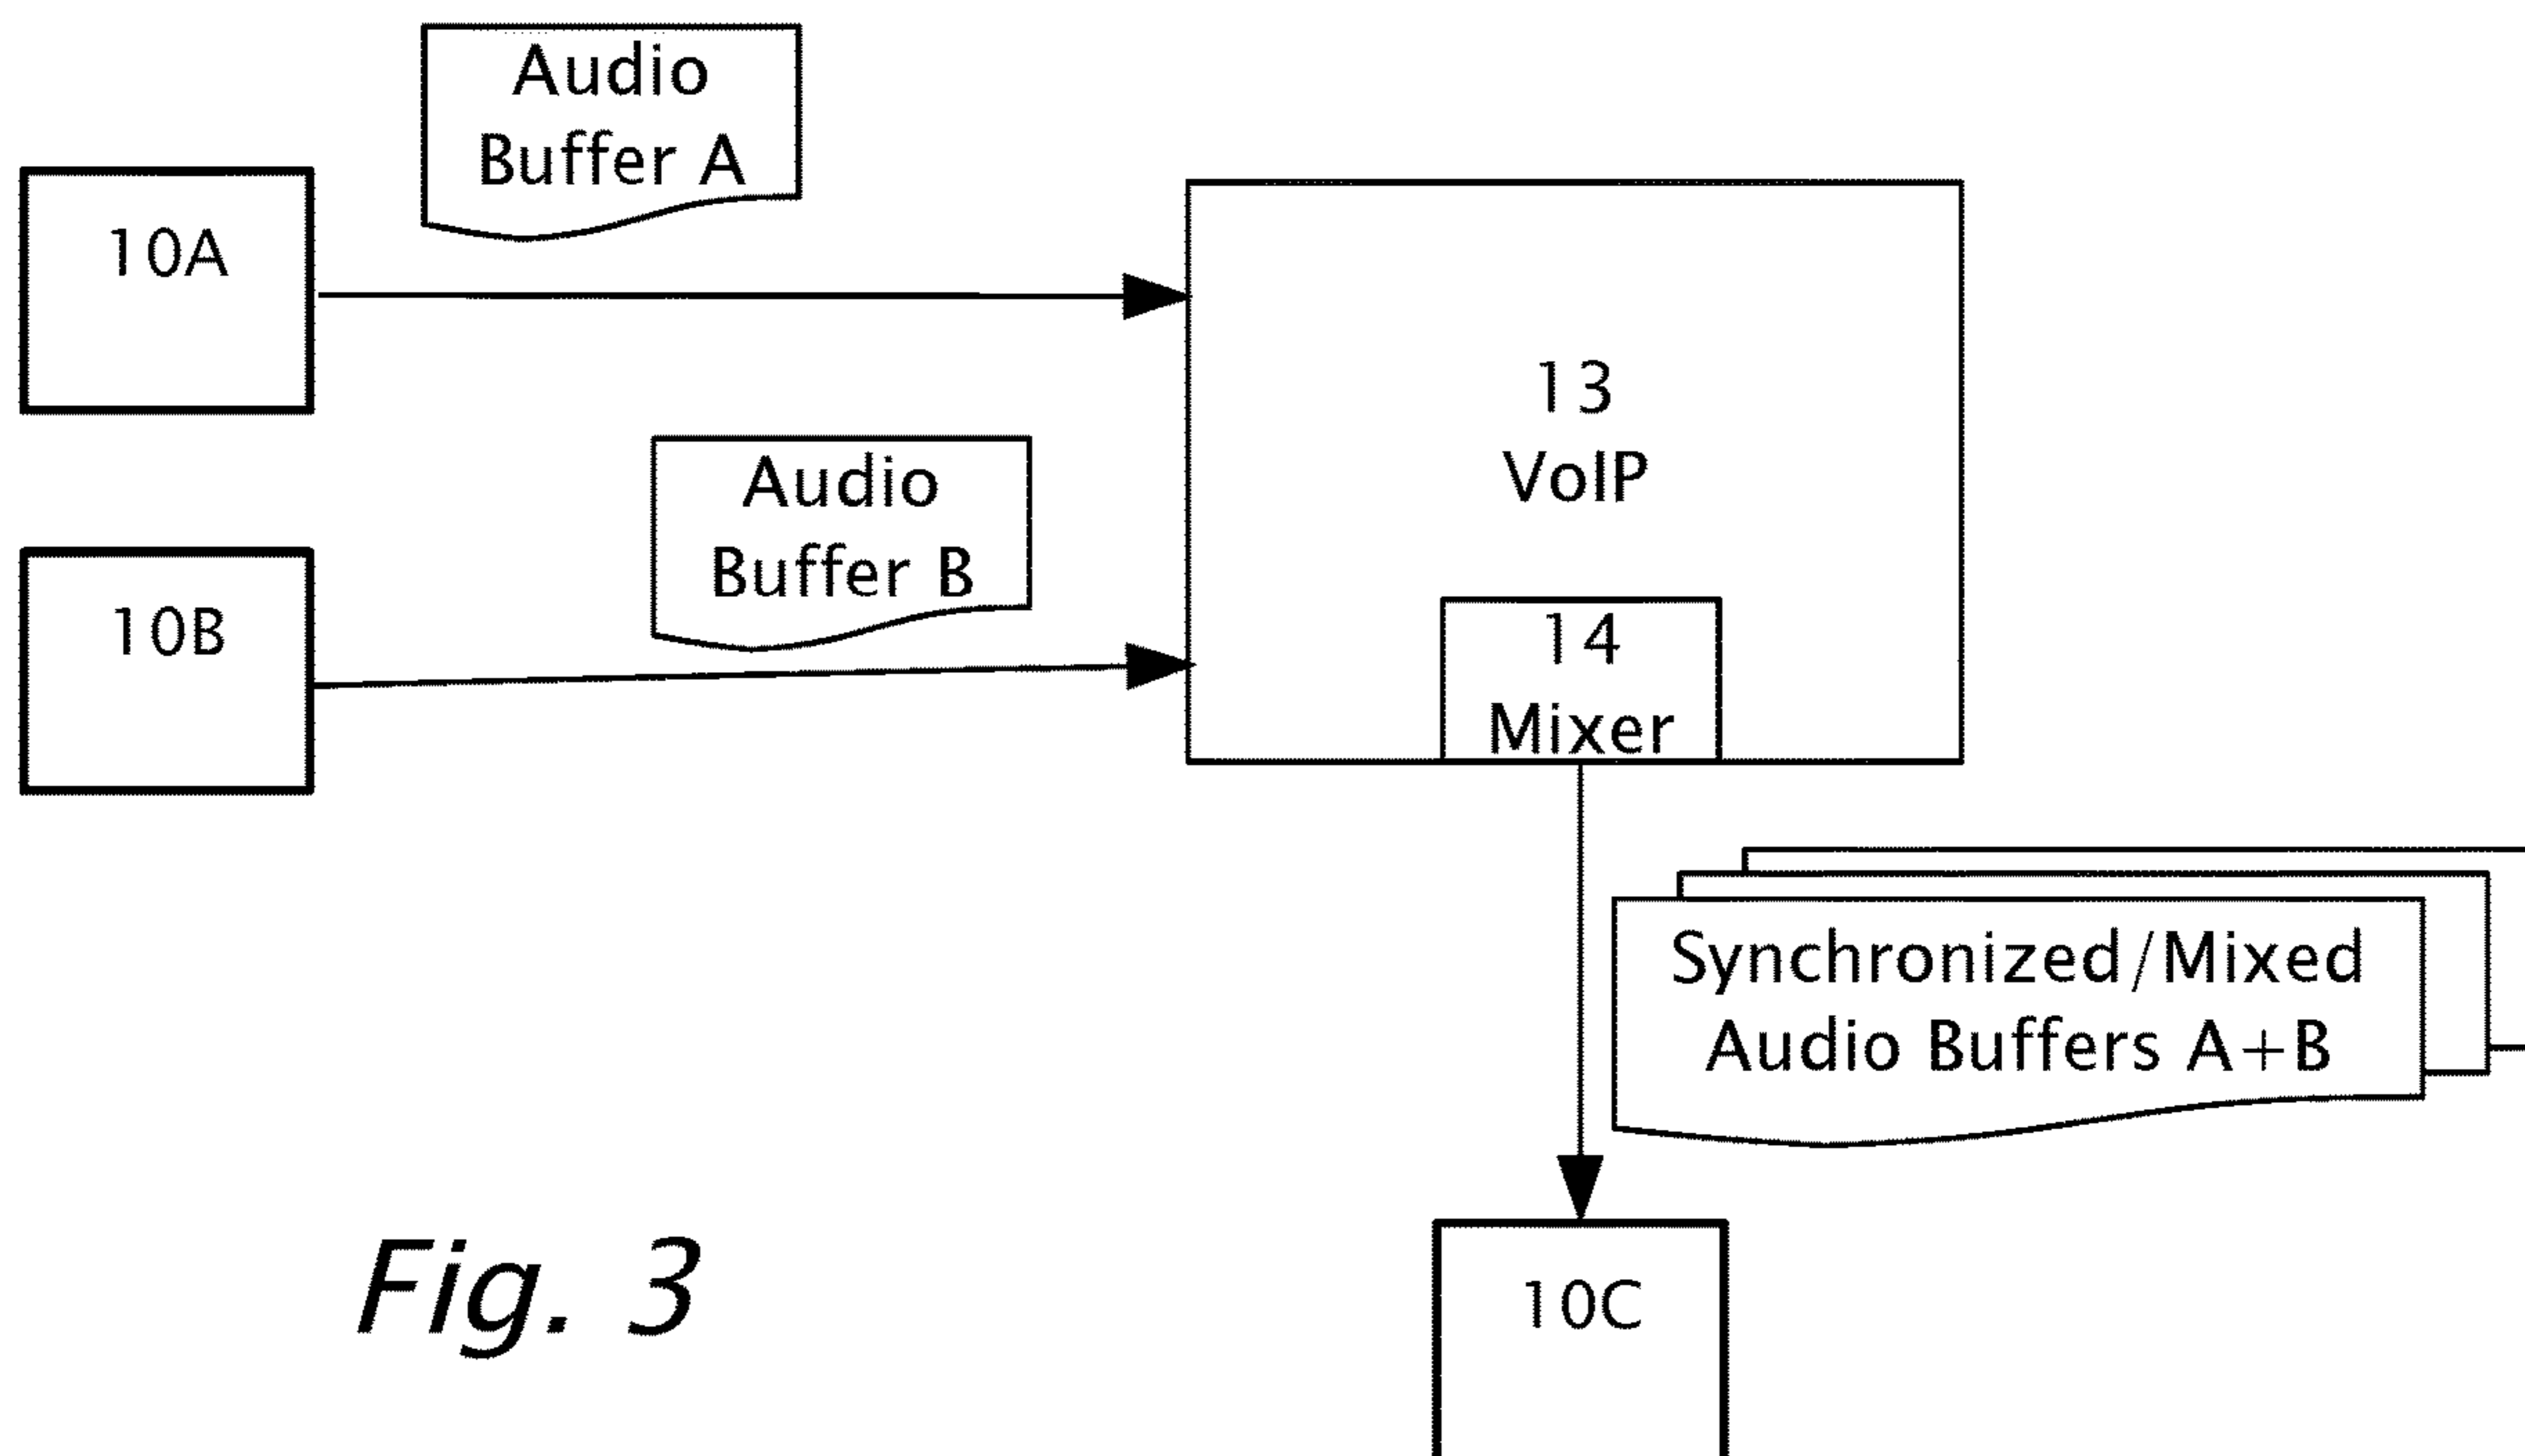 Audio
Buffer A
10A
13
VoIP
Audio
Buffer B
10B
14
Mixer
Synchronized/Mixed
Audio Buffers A+B
10C
Fig. 3